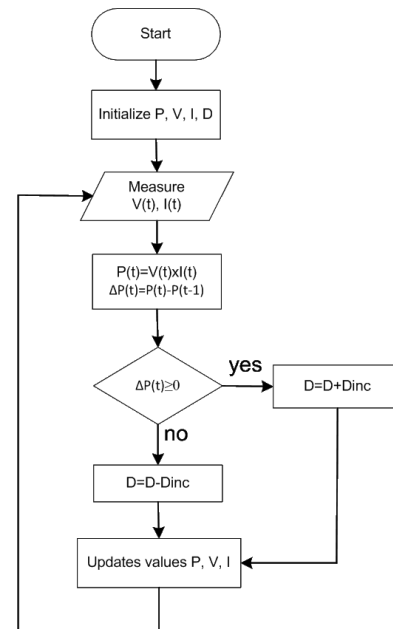 Start
Initialize P, V, I, D
Measure
V(t), I(t)
P(t)=V(t)xI(t)
ΔP(t)=P(t)-P(t-1)
ΔP(t)≥0
yes
D=D+Dinc
no
D=D-Dinc
Updates values P, V, I